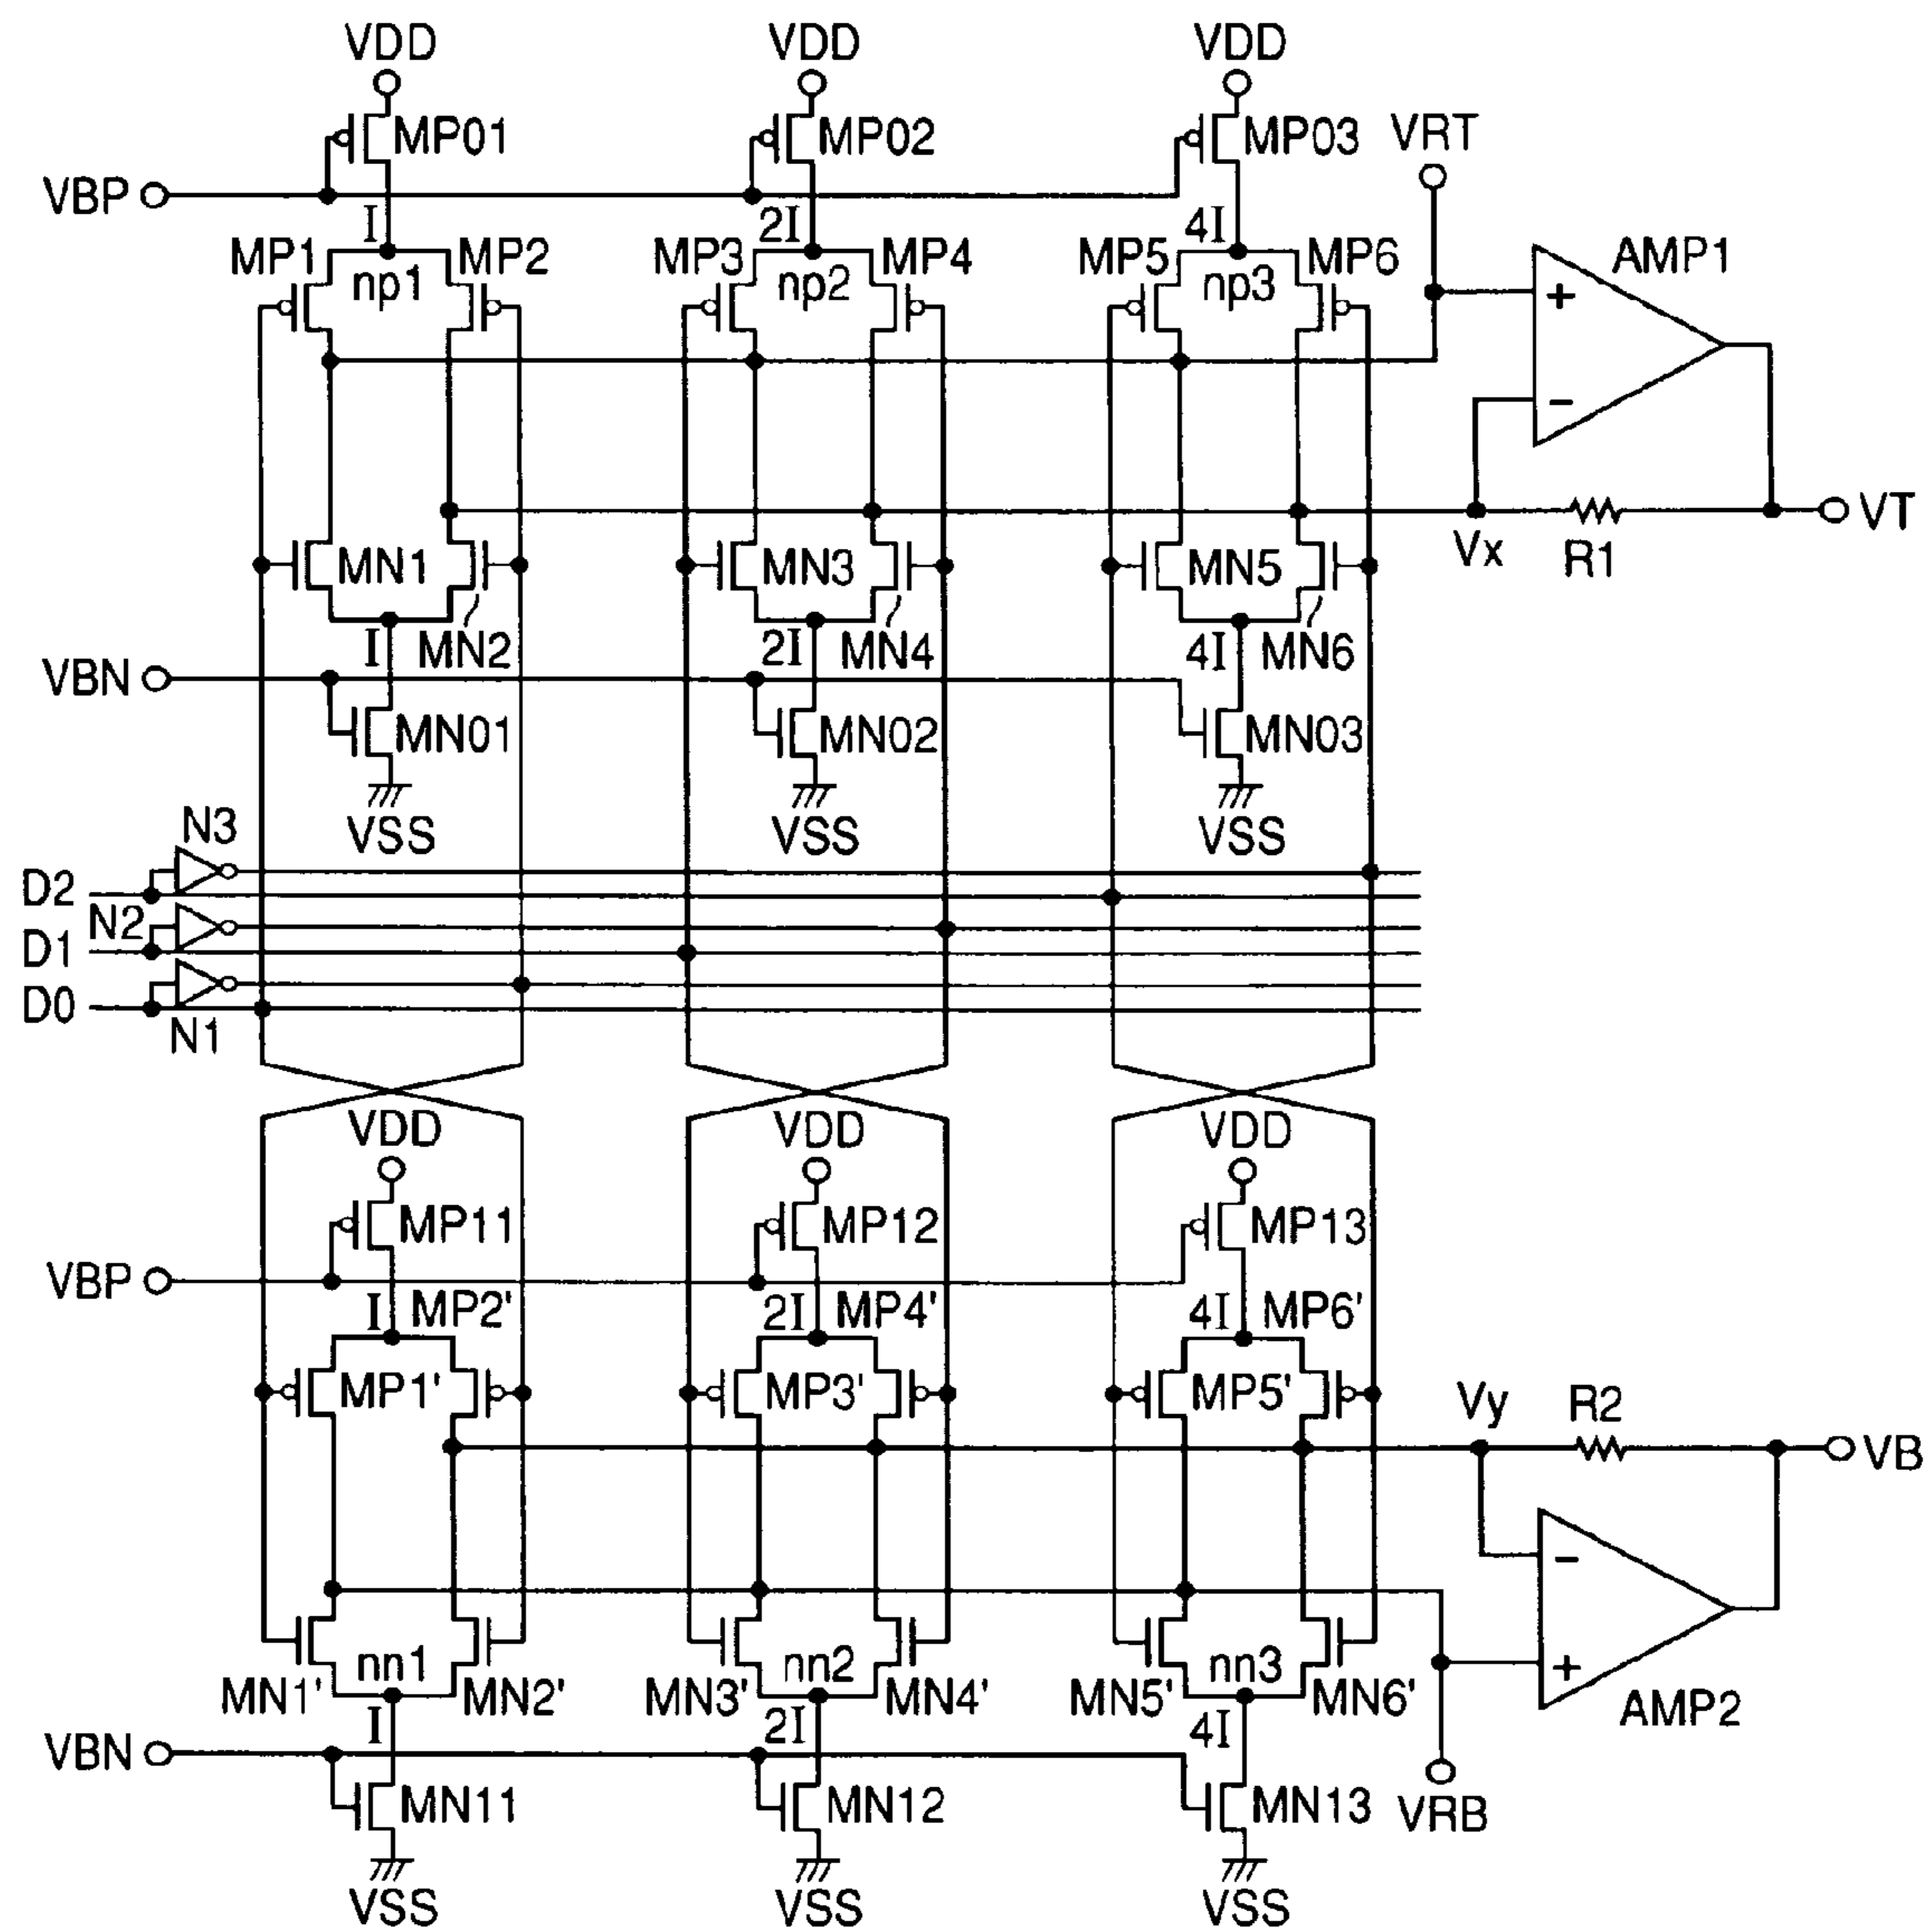 VDD VDD VDD
MP01 MP02 MP03 VRT
VBP
I 2I 4I
MP1 MP2 MP3 MP4 MP5 MP6 AMP1
np1 np2 np3
+
−
VT
MN1 MN3 MN5 Vx R1
I MN2 2I MN4 4I MN6
VBN
MN01 MN02 MN03
N3 VSS VSS VSS
D2
N2
D1
D0
N1
VDD VDD VDD
MP11 MP12 MP13
VBP
I MP2' 2I MP4' 4I MP6'
MP1' MP3' MP5' Vy R2
VB
−
nn1 nn2 nn3 +
MN1' MN2' MN3' MN4' MN5' MN6' AMP2
I 2I 4I
VBN
MN11 MN12 MN13 VRB
VSS VSS VSS